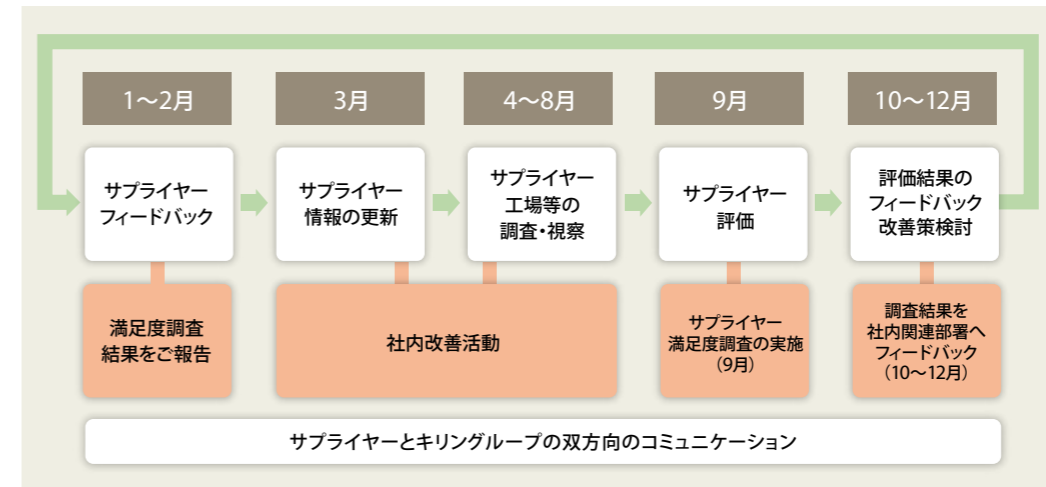 1～2月
3月
4～8月
9月
10～12月
サプライヤー
フィードバック
サプライヤー
情報の更新
サプライヤー
工場等の
調査・視察
サプライヤー
評価
評価結果の
フィードバック
改善策検討
満足度調査
結果をご報告
社内改善活動
サプライヤー
満足度調査の実施
（9月）
調査結果を
社内関連部署へ
フィードバック
（10～12月）
サプライヤーとキリングループの双方向のコミュニケーション